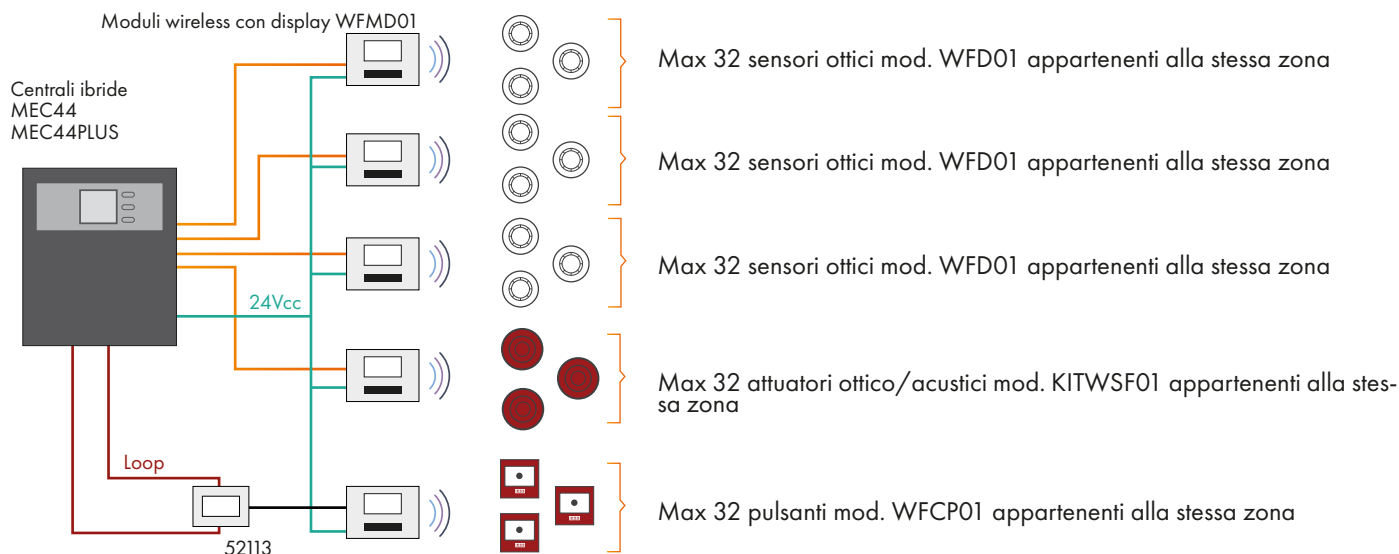 Moduli wireless con display WFMD01
Max 32 sensori ottici mod. WFD01 appartenenti alla stessa zona
Centrali ibride
MEC44
MEC44PLUS
Max 32 sensori ottici mod. WFD01 appartenenti alla stessa zona
Max 32 sensori ottici mod. WFD01 appartenenti alla stessa zona
24Vcc
Max 32 attuatori ottico/acustici mod. KITWSF01 appartenenti alla stes-
sa zona
Loop
Max 32 pulsanti mod. WFCP01 appartenenti alla stessa zona
52113